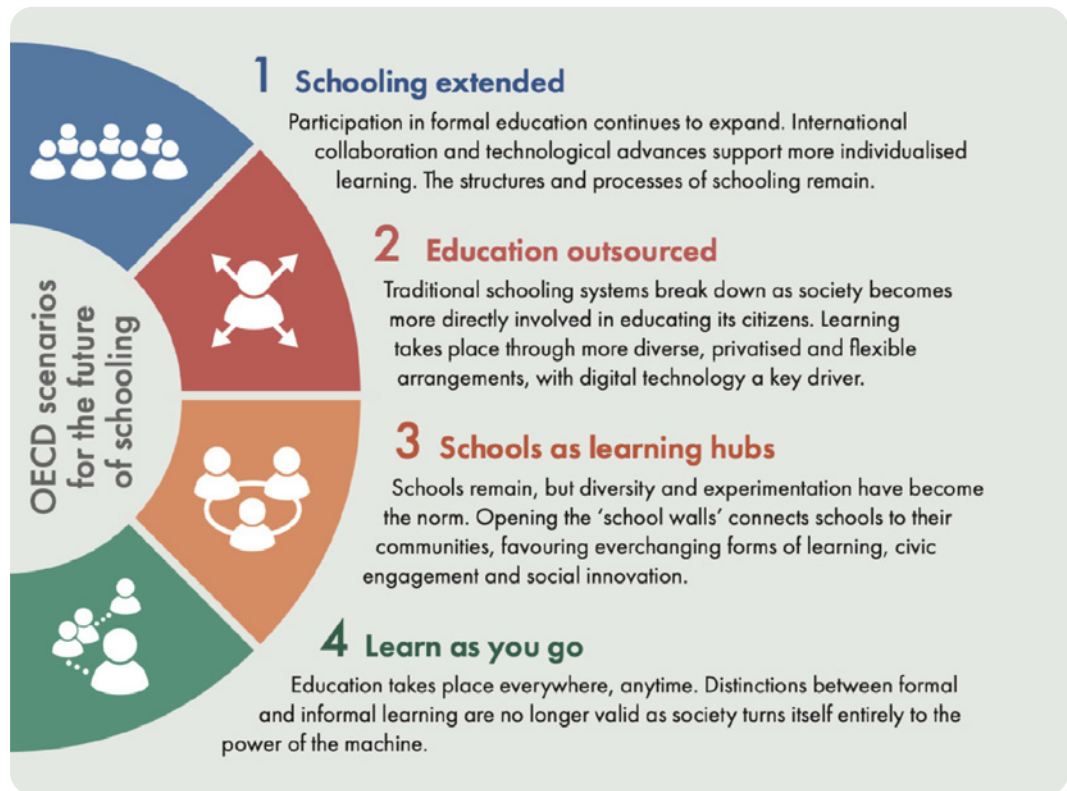 OECD scenarios
for the future
of schooling
1 Schooling extended
Participation in formal education continues to expand. International
collaboration and technological advances support more individualised
learning. The structures and processes of schooling remain.
2 Education outsourced
Traditional schooling systems break down as society becomes
more directly involved in educating its citizens. Learning
takes place through more diverse, privatised and flexible
arrangements, with digital technology a key driver.
3 Schools as learning hubs
Schools remain, but diversity and experimentation have become
the norm. Opening the ‘school walls’ connects schools to their
communities, favouring everchanging forms of learning, civic
engagement and social innovation.
4 Learn as you go
Education takes place everywhere, anytime. Distinctions between formal
and informal learning are no longer valid as society turns itself entirely to the
power of the machine.